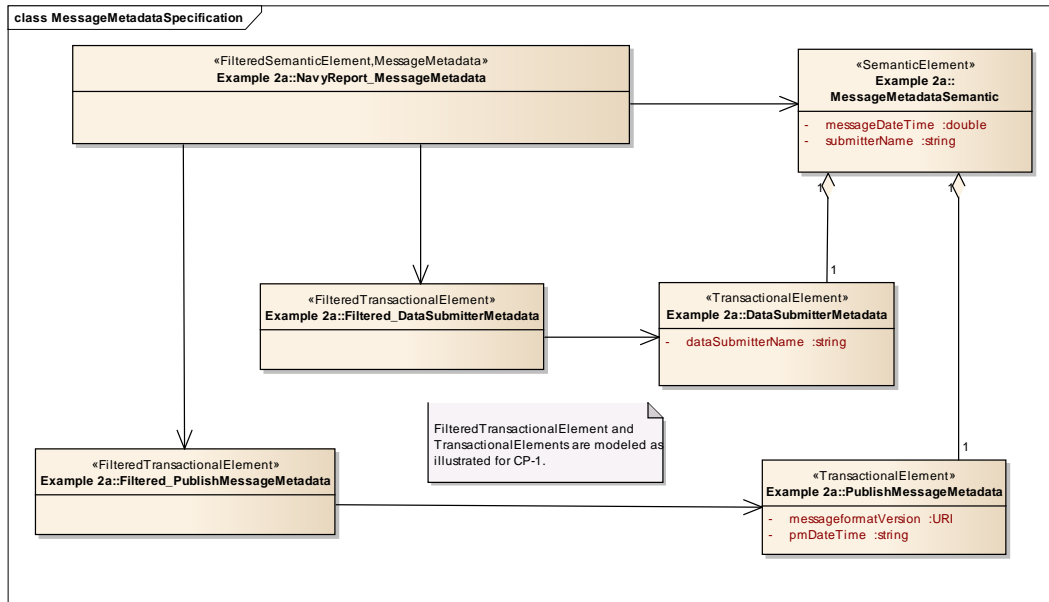 class MessageMetadataSpecification
«FilteredSemanticElement,MessageMetadata»
Example 2a::NavyReport_MessageMetadata
«SemanticElement»
Example 2a::
MessageMetadataSemantic
- messageDateTime :double
- submitterName :string
1
1
1
«FilteredTransactionalElement»
Example 2a::Filtered_DataSubmitterMetadata
«TransactionalElement»
Example 2a::DataSubmitterMetadata
- dataSubmitterName :string
FilteredTransactionalElement and
TransactionalElements are modeled as
illustrated for CP-1.
1
«FilteredTransactionalElement»
Example 2a::Filtered_PublishMessageMetadata
«TransactionalElement»
Example 2a::PublishMessageMetadata
- messageformatVersion :URI
- pmDateTime :string